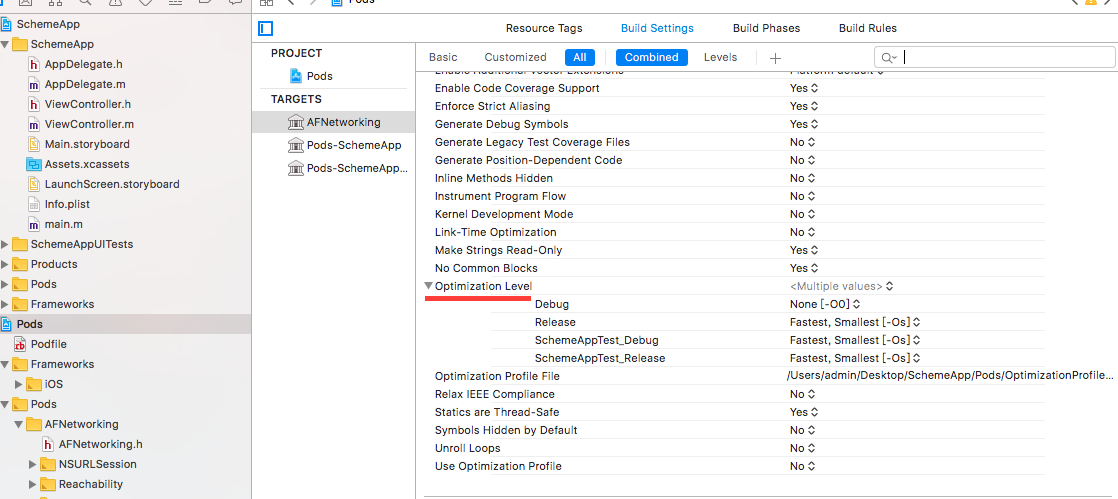 Pods
SchemeApp
SchemeApp
AppDelegate.h
AppDelegate.m
ViewController.h
ViewController.m
Main.storyboard
Assets.xcassets
LaunchScreen.storyboard
Info.plist
main.m
SchemeAppUITests
Products
Pods
Frameworks
Pods
Podfile
Frameworks
iOS
Pods
AFNetworking
AFNetworking.h
NSURLSession
Reachability
Resource Tags Build Settings Build Phases Build Rules
PROJECT
Pods
TARGETS
AFNetworking
Pods-SchemeApp
Pods-SchemeApp...
Basic Customized All Combined Levels
Enable Additional Vector Extensions Platform default
Enable Code Coverage Support Yes
Enforce Strict Aliasing Yes
Generate Debug Symbols Yes
Generate Legacy Test Coverage Files No
Generate Position-Dependent Code No
Inline Methods Hidden No
Instrument Program Flow No
Kernel Development Mode No
Link-Time Optimization No
Make Strings Read-Only Yes
No Common Blocks Yes
Optimization Level <Multiple values>
Debug None [-O0]
Release Fastest, Smallest [-Os]
SchemeAppTest_Debug Fastest, Smallest [-Os]
SchemeAppTest_Release Fastest, Smallest [-Os]
Optimization Profile File /Users/admin/Desktop/SchemeApp/Pods/OptimizationProfile...
Relax IEEE Compliance No
Statics are Thread-Safe Yes
Symbols Hidden by Default No
Unroll Loops No
Use Optimization Profile No